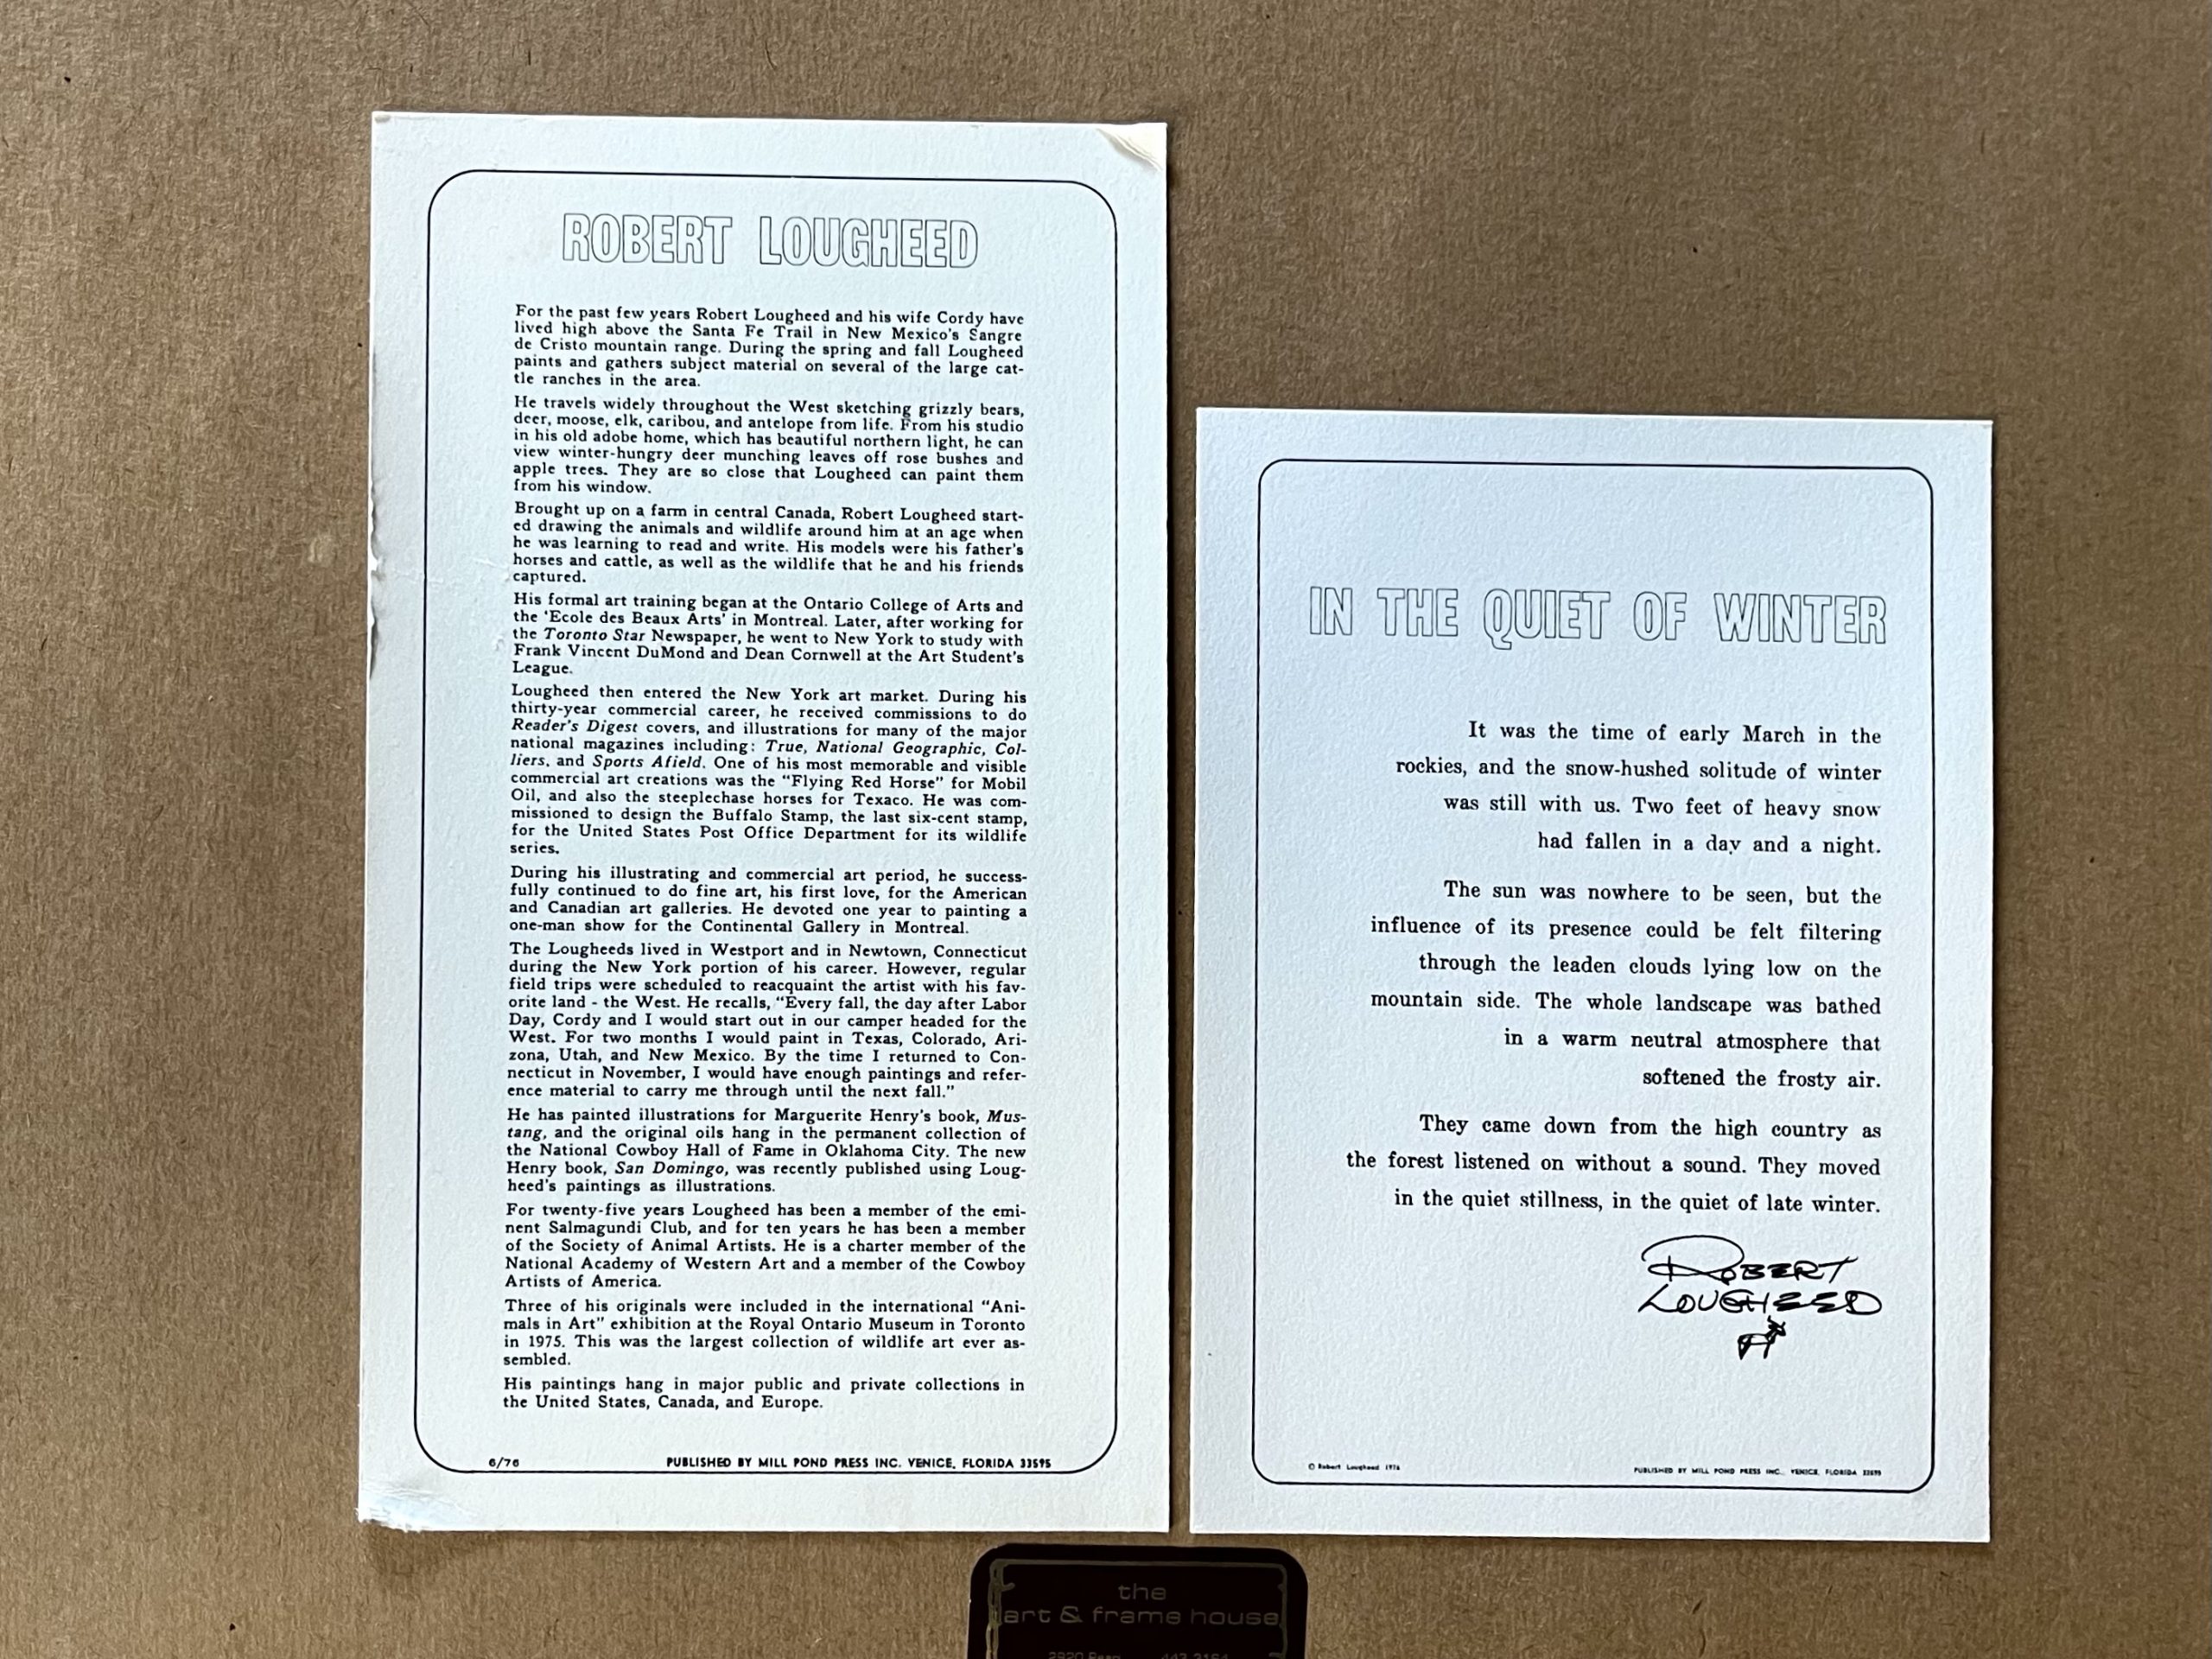 ROBERT LOUGHEED
For the past few years Robert Lougheed and his wife Cordy have
lived high above the Santa Fe Trail in New Mexico's Sangre
de Cristo mountain range. During the spring and fall Lougheed
paints and gathers subject material on several of the large cat-
tle ranches in the area.
He travels widely throughout the West sketching grizzly bears,
deer, moose, elk, caribou, and antelope from life. From his studio
in his old adobe home, which has beautiful northern light, he can
view winter-hungry deer munching leaves off rose bushes and
apple trees. They are so close that Lougheed can paint them
from his window.
Brought up on a farm in central Canada, Robert Lougheed start-
ed drawing the animals and wildlife around him at an age when
he was learning to read and write. His models were his father's
horses and cattle, as well as the wildlife that he and his friends
captured.
His formal art training began at the Ontario College of Arts and
the 'Ecole des Beaux Arts' in Montreal. Later, after working for
the Toronto Star Newspaper, he went to New York to study with
Frank Vincent DuMond and Dean Cornwell at the Art Student's
League.
Lougheed then entered the New York art market. During his
thirty-year commercial career, he received commissions to do
Reader's Digest covers, and illustrations for many of the major
national magazines including: True, National Geographic, Col-
liers, and Sports Afield. One of his most memorable and visible
commercial art creations was the "Flying Red Horse" for Mobil
Oil, and also the steeplechase horses for Texaco. He was com-
missioned to design the Buffalo Stamp, the last six-cent stamp,
for the United States Post Office Department for its wildlife
series.
During his illustrating and commercial art period, he success-
fully continued to do fine art, his first love, for the American
and Canadian art galleries. He devoted one year to painting a
one-man show for the Continental Gallery in Montreal.
The Lougheeds lived in Westport and in Newtown, Connecticut
during the New York portion of his career. However, regular
field trips were scheduled to reacquaint the artist with his fav-
orite land - the West. He recalls, "Every fall, the day after Labor
Day, Cordy and I would start out in our camper headed for the
West. For two months I would paint in Texas, Colorado, Ari-
zona, Utah, and New Mexico. By the time I returned to Con-
necticut in November, I would have enough paintings and refer-
ence material to carry me through until the next fall."
He has painted illustrations for Marguerite Henry's book, Mus-
tang, and the original oils hang in the permanent collection of
the National Cowboy Hall of Fame in Oklahoma City. The new
Henry book, San Domingo, was recently published using Loug-
heed's paintings as illustrations.
For twenty-five years Lougheed has been a member of the emi-
nent Salmagundi Club, and for ten years he has been a member
of the Society of Animal Artists. He is a charter member of the
National Academy of Western Art and a member of the Cowboy
Artists of America.
Three of his originals were included in the international "Ani-
mals in Art" exhibition at the Royal Ontario Museum in Toronto
in 1975. This was the largest collection of wildlife art ever as-
sembled.
His paintings hang in major public and private collections in
the United States, Canada, and Europe.
6/76 PUBLISHED BY MILL POND PRESS INC. VENICE, FLORIDA 33595
IN THE QUIET OF WINTER
It was the time of early March in the
rockies, and the snow-hushed solitude of winter
was still with us. Two feet of heavy snow
had fallen in a day and a night.
The sun was nowhere to be seen, but the
influence of its presence could be felt filtering
through the leaden clouds lying low on the
mountain side. The whole landscape was bathed
in a warm neutral atmosphere that
softened the frosty air.
They came down from the high country as
the forest listened on without a sound. They moved
in the quiet stillness, in the quiet of late winter.
ROBERT
LOUGHEED
© Robert Lougheed 1976 PUBLISHED BY MILL POND PRESS INC., VENICE, FLORIDA 33595
the
art & frame house